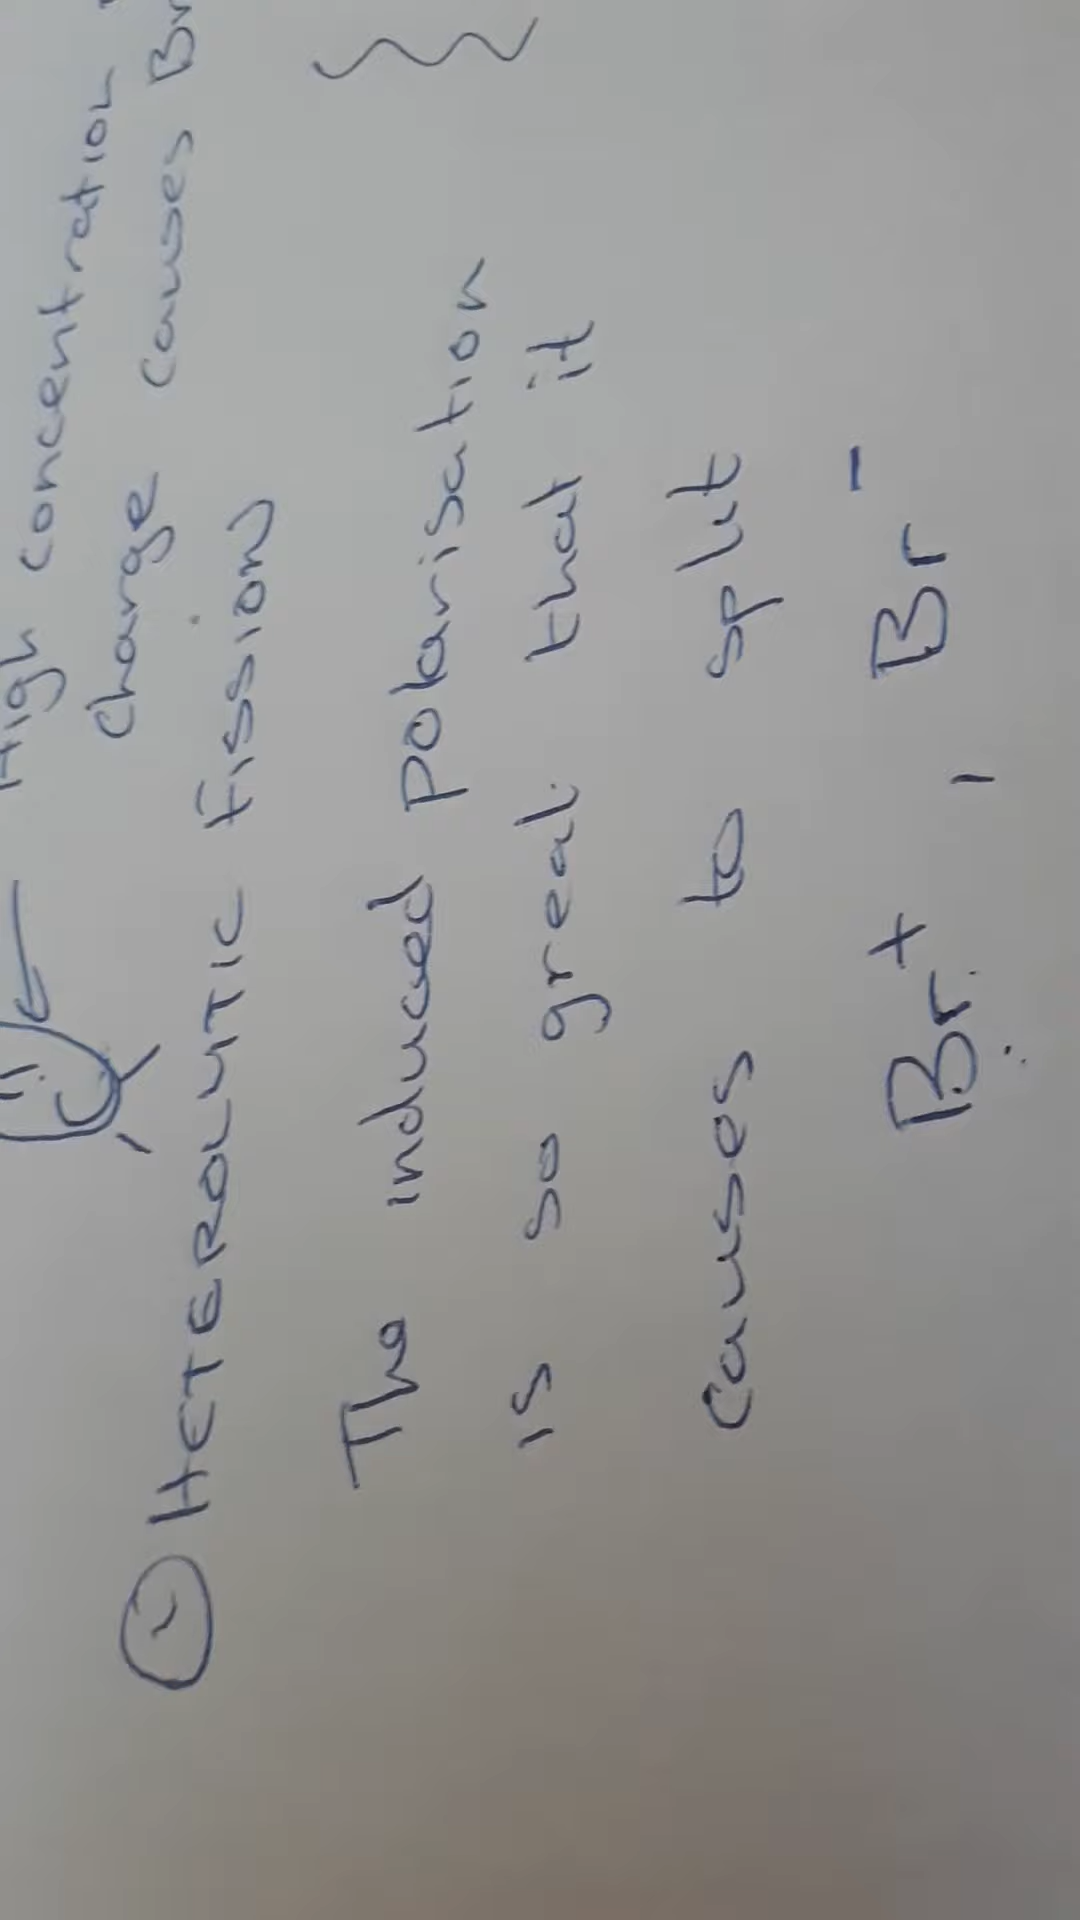 High concentration
charge causes Br
② HETEROLYTIC FISSION
The induced polarisation
is so great that it
causes to split
Br⁺, Br⁻